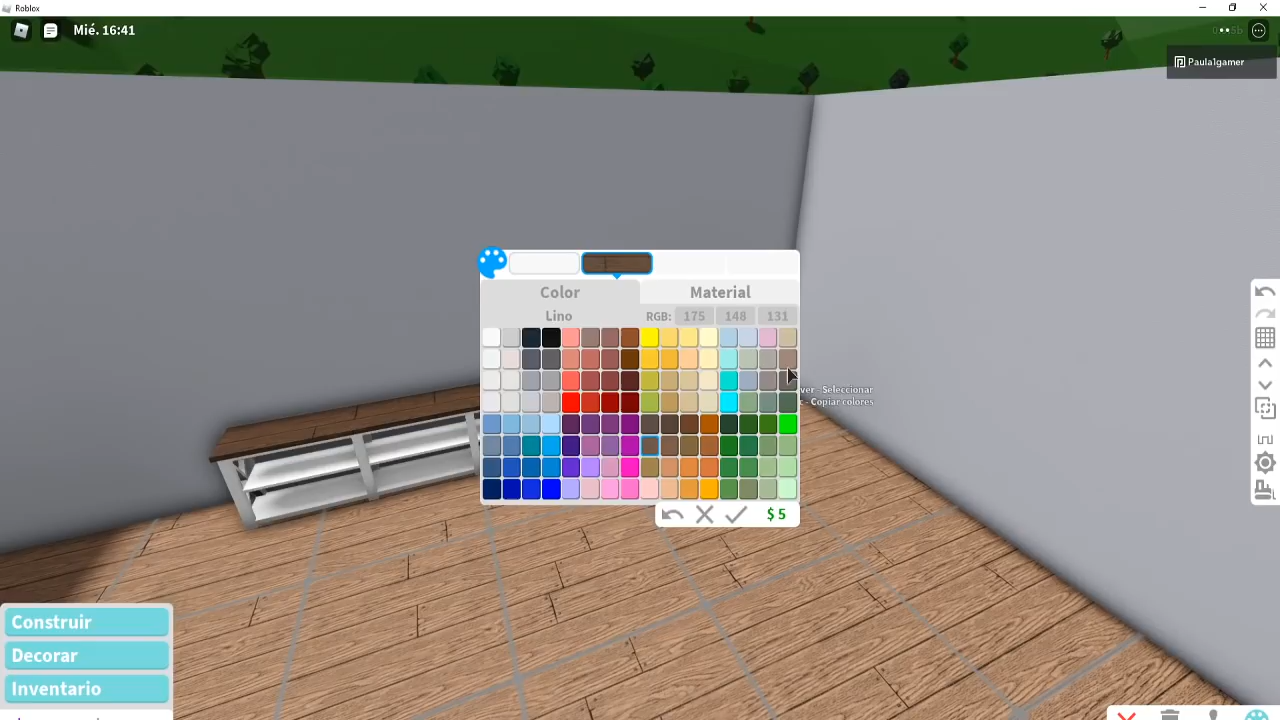 Roblox
Mié. 16:41
Paula1gamer
Color
Material
Lino
RGB: 175 148 131
ver - Seleccionar
- Copiar colores
$ 5
Construir
Decorar
Inventario